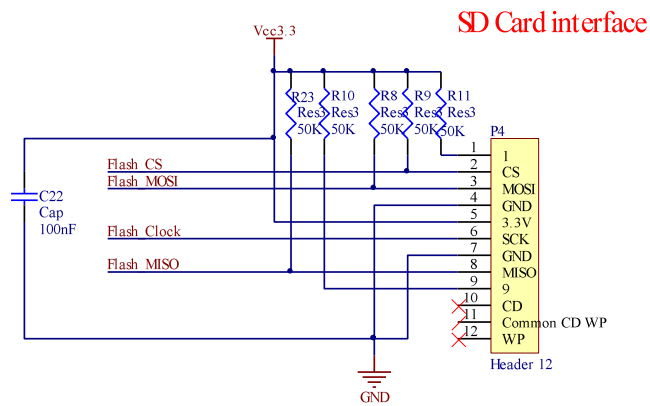 SD Card interface
Vcc3.3
R23 R10 R8 R9 R11
Res3 Res3 Res3 Res3 Res3
50K 50K 50K 50K 50K
P4
1 1
Flash_CS 2 CS
Flash_MOSI 3 MOSI
C22 4 GND
Cap 5 3.3V
100nF
Flash_Clock 6 SCK
7 GND
Flash_MISO 8 MISO
9 9
10 CD
11 Common CD WP
12 WP
Header 12
GND